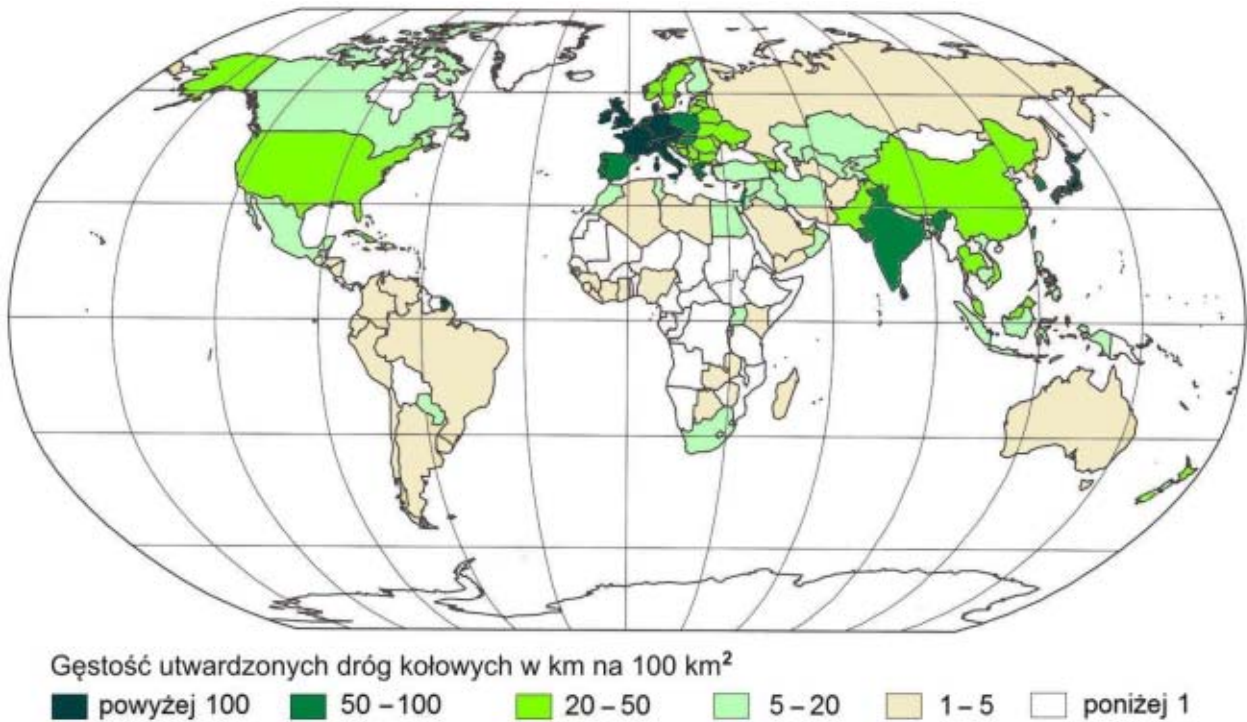 Gęstość utwardzonych dróg kołowych w km na 100 km²
powyżej 100 50 – 100 20 – 50 5 – 20 1 – 5 poniżej 1